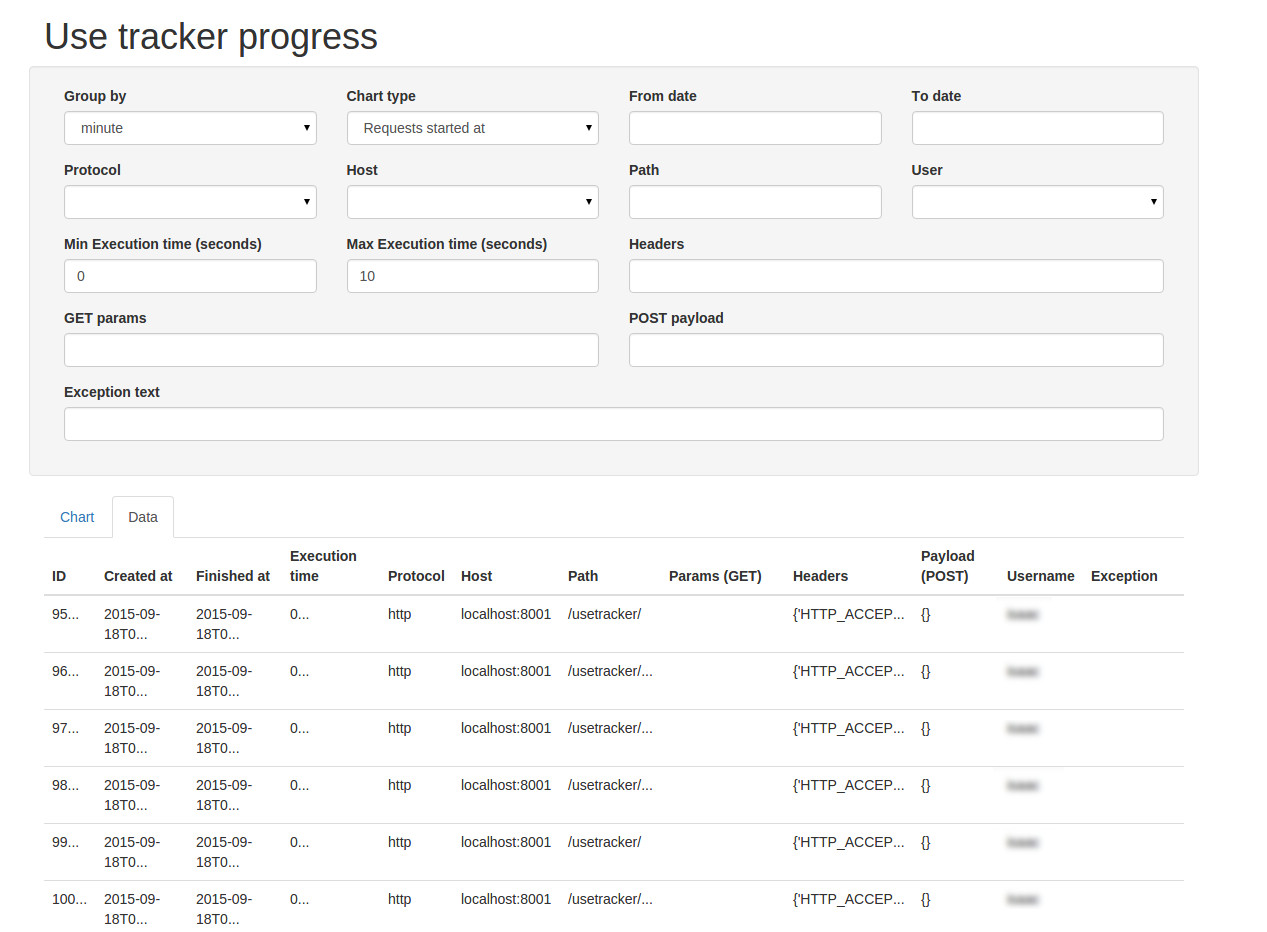 Use tracker progress
Group by Chart type From date To date
minute Requests started at
Protocol Host Path User
Min Execution time (seconds) Max Execution time (seconds) Headers
0 10
GET params POST payload
Exception text
Chart Data
Execution Payload
ID Created at Finished at time Protocol Host Path Params (GET) Headers (POST) Username Exception
95... 2015-09- 2015-09- 0... http localhost:8001 /usetracker/ {'HTTP_ACCEP... {}
18T0... 18T0...
96... 2015-09- 2015-09- 0... http localhost:8001 /usetracker/... {'HTTP_ACCEP... {}
18T0... 18T0...
97... 2015-09- 2015-09- 0... http localhost:8001 /usetracker/... {'HTTP_ACCEP... {}
18T0... 18T0...
98... 2015-09- 2015-09- 0... http localhost:8001 /usetracker/... {'HTTP_ACCEP... {}
18T0... 18T0...
99... 2015-09- 2015-09- 0... http localhost:8001 /usetracker/ {'HTTP_ACCEP... {}
18T0... 18T0...
100... 2015-09- 2015-09- 0... http localhost:8001 /usetracker/... {'HTTP_ACCEP... {}
18T0... 18T0...